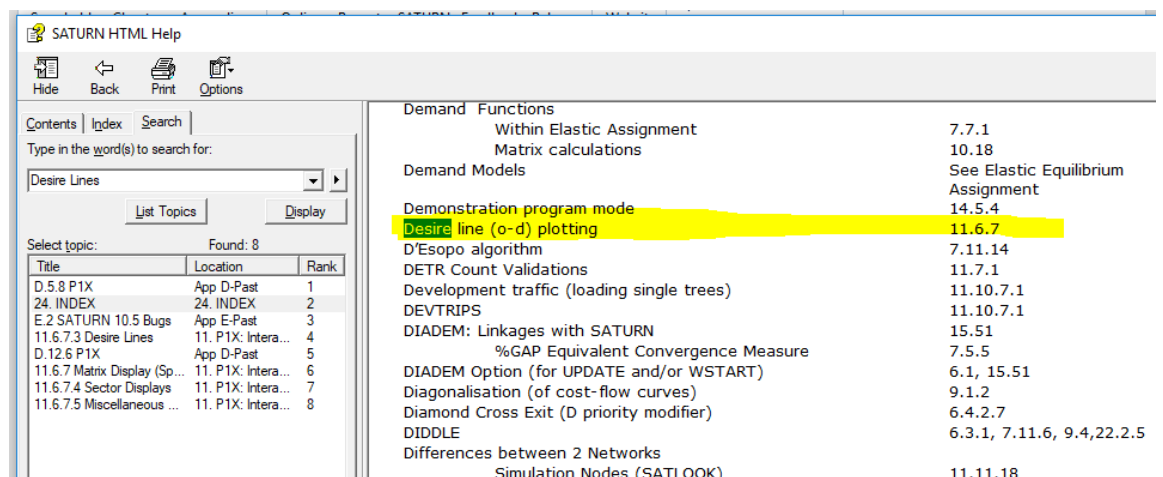 SATURN HTML Help
Hide Back Print Options
Contents Index Search
Type in the word(s) to search for:
Desire Lines
List Topics Display
Select topic: Found: 8
Title Location Rank
D.5.8 P1X App D-Past 1
24. INDEX 24. INDEX 2
E.2 SATURN 10.5 Bugs App E-Past 3
11.6.7.3 Desire Lines 11. P1X: Intera... 4
D.12.6 P1X App D-Past 5
11.6.7 Matrix Display (Sp... 11. P1X: Intera... 6
11.6.7.4 Sector Displays 11. P1X: Intera... 7
11.6.7.5 Miscellaneous ... 11. P1X: Intera... 8
Demand Functions
Within Elastic Assignment 7.7.1
Matrix calculations 10.18
Demand Models See Elastic Equilibrium
Assignment
Demonstration program mode 14.5.4
Desire line (o-d) plotting 11.6.7
D'Esopo algorithm 7.11.14
DETR Count Validations 11.7.1
Development traffic (loading single trees) 11.10.7.1
DEVTRIPS 11.10.7.1
DIADEM: Linkages with SATURN 15.51
%GAP Equivalent Convergence Measure 7.5.5
DIADEM Option (for UPDATE and/or WSTART) 6.1, 15.51
Diagonalisation (of cost-flow curves) 9.1.2
Diamond Cross Exit (D priority modifier) 6.4.2.7
DIDDLE 6.3.1, 7.11.6, 9.4,22.2.5
Differences between 2 Networks
Simulation Nodes (SATLOOK) 11.11.18